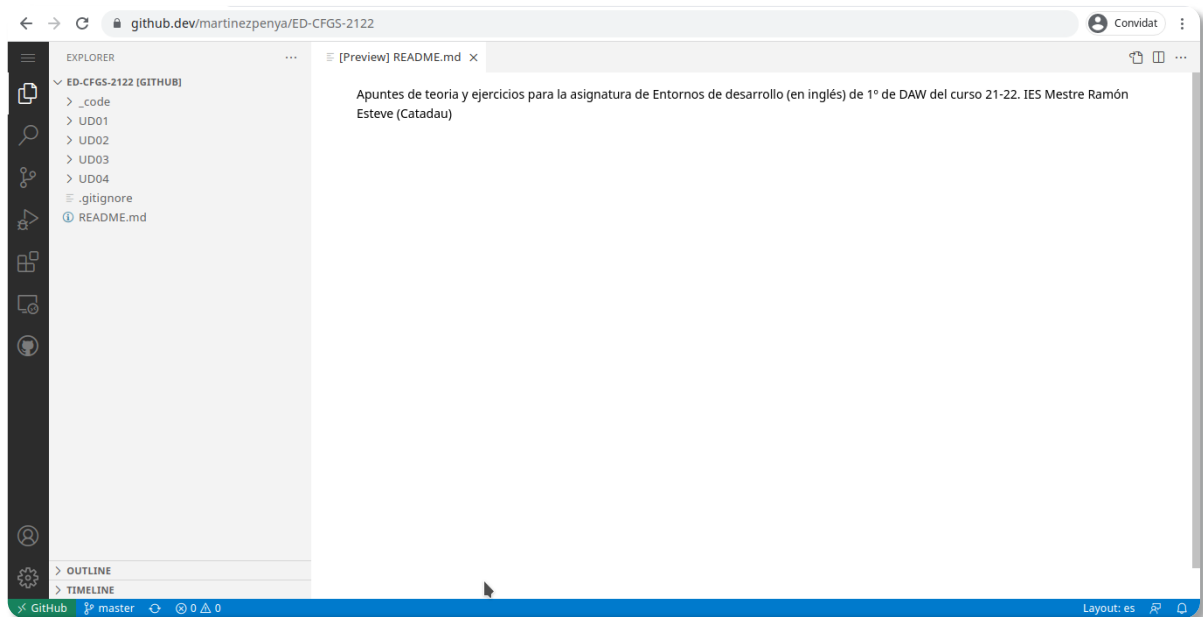 github.dev/martinezpenya/ED-CFGS-2122
Convidat
EXPLORER
[Preview] README.md
ED-CFGS-2122 [GITHUB]
_code
UD01
UD02
UD03
UD04
.gitignore
README.md
Apuntes de teoria y ejercicios para la asignatura de Entornos de desarrollo (en inglés) de 1º de DAW del curso 21-22. IES Mestre Ramón
Esteve (Catadau)
OUTLINE
TIMELINE
GitHub master 0 0 Layout: es